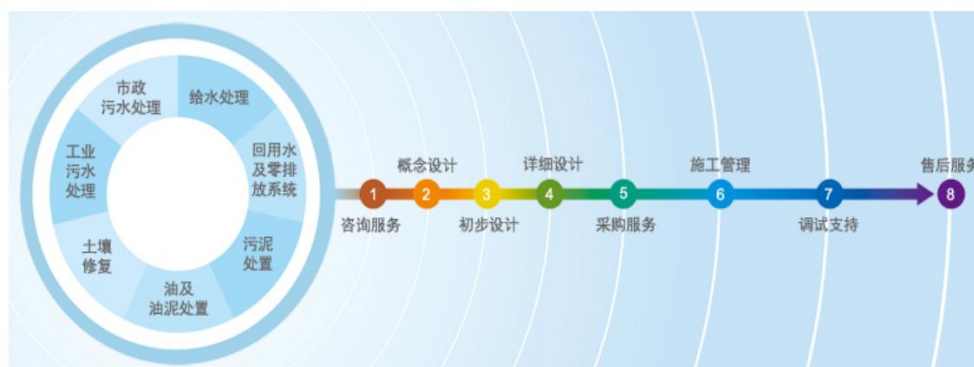 市政
污水处理
给水处理
工业
污水
处理
回用水
及零排
放系统
土壤
修复
污泥
处置
油及
油泥处置
概念设计
详细设计
施工管理
售后服务
1
2
3
4
5
6
7
8
咨询服务
初步设计
采购服务
调试支持